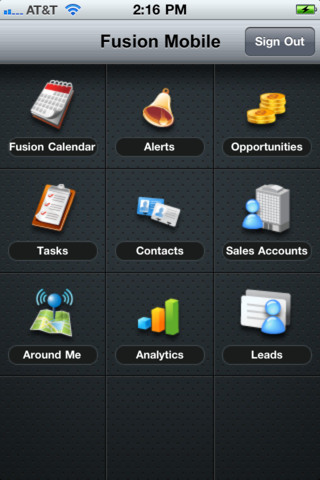 AT&T 2:16 PM
Fusion Mobile Sign Out
Fusion Calendar Alerts Opportunities
Tasks Contacts Sales Accounts
Around Me Analytics Leads